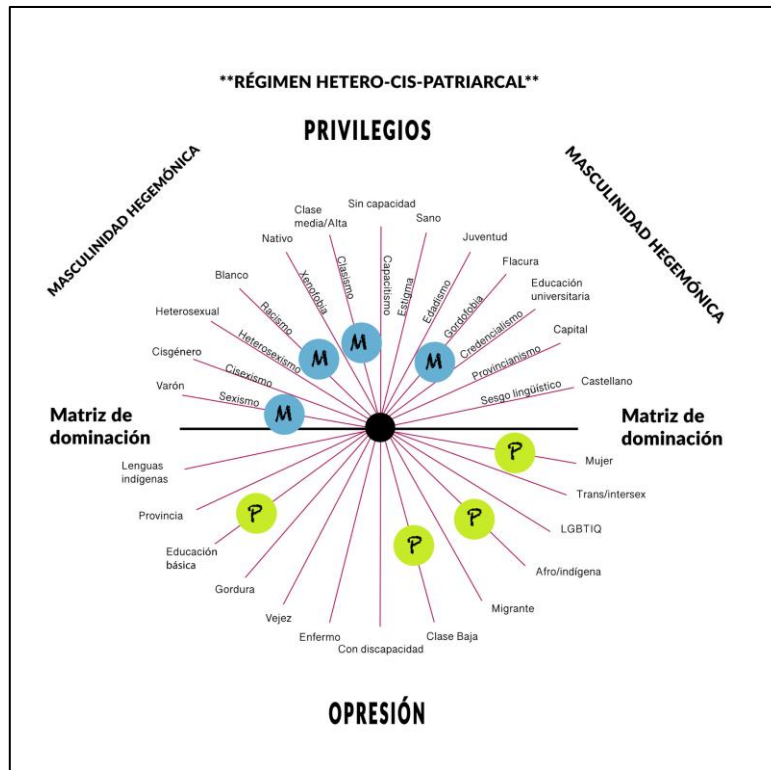 **RÉGIMEN HETERO-CIS-PATRIARCAL**
PRIVILEGIOS
MASCULINIDAD HEGEMÓNICA
MASCULINIDAD HEGEMÓNICA
Varón
Cisgénero
Heterosexual
Blanco
Nativo
Clase
media/Alta
Sin capacidad
Sano
Juventud
Flacura
Educación
universitaria
Capital
Castellano
Sexismo
Cisexismo
Heterosexismo
Racismo
Xenofobia
Clasismo
Capacitismo
Estigma
Edadismo
Gordofobia
Credencialismo
Provincianismo
Sesgo lingüístico
M
M
M
M
Matriz de
dominación
Matriz de
dominación
Lenguas
indígenas
Provincia
Educación
básica
Gordura
Vejez
Enfermo
Con discapacidad
Clase Baja
Migrante
Afro/indígena
LGBTIQ
Trans/intersex
Mujer
P
P
P
P
OPRESIÓN